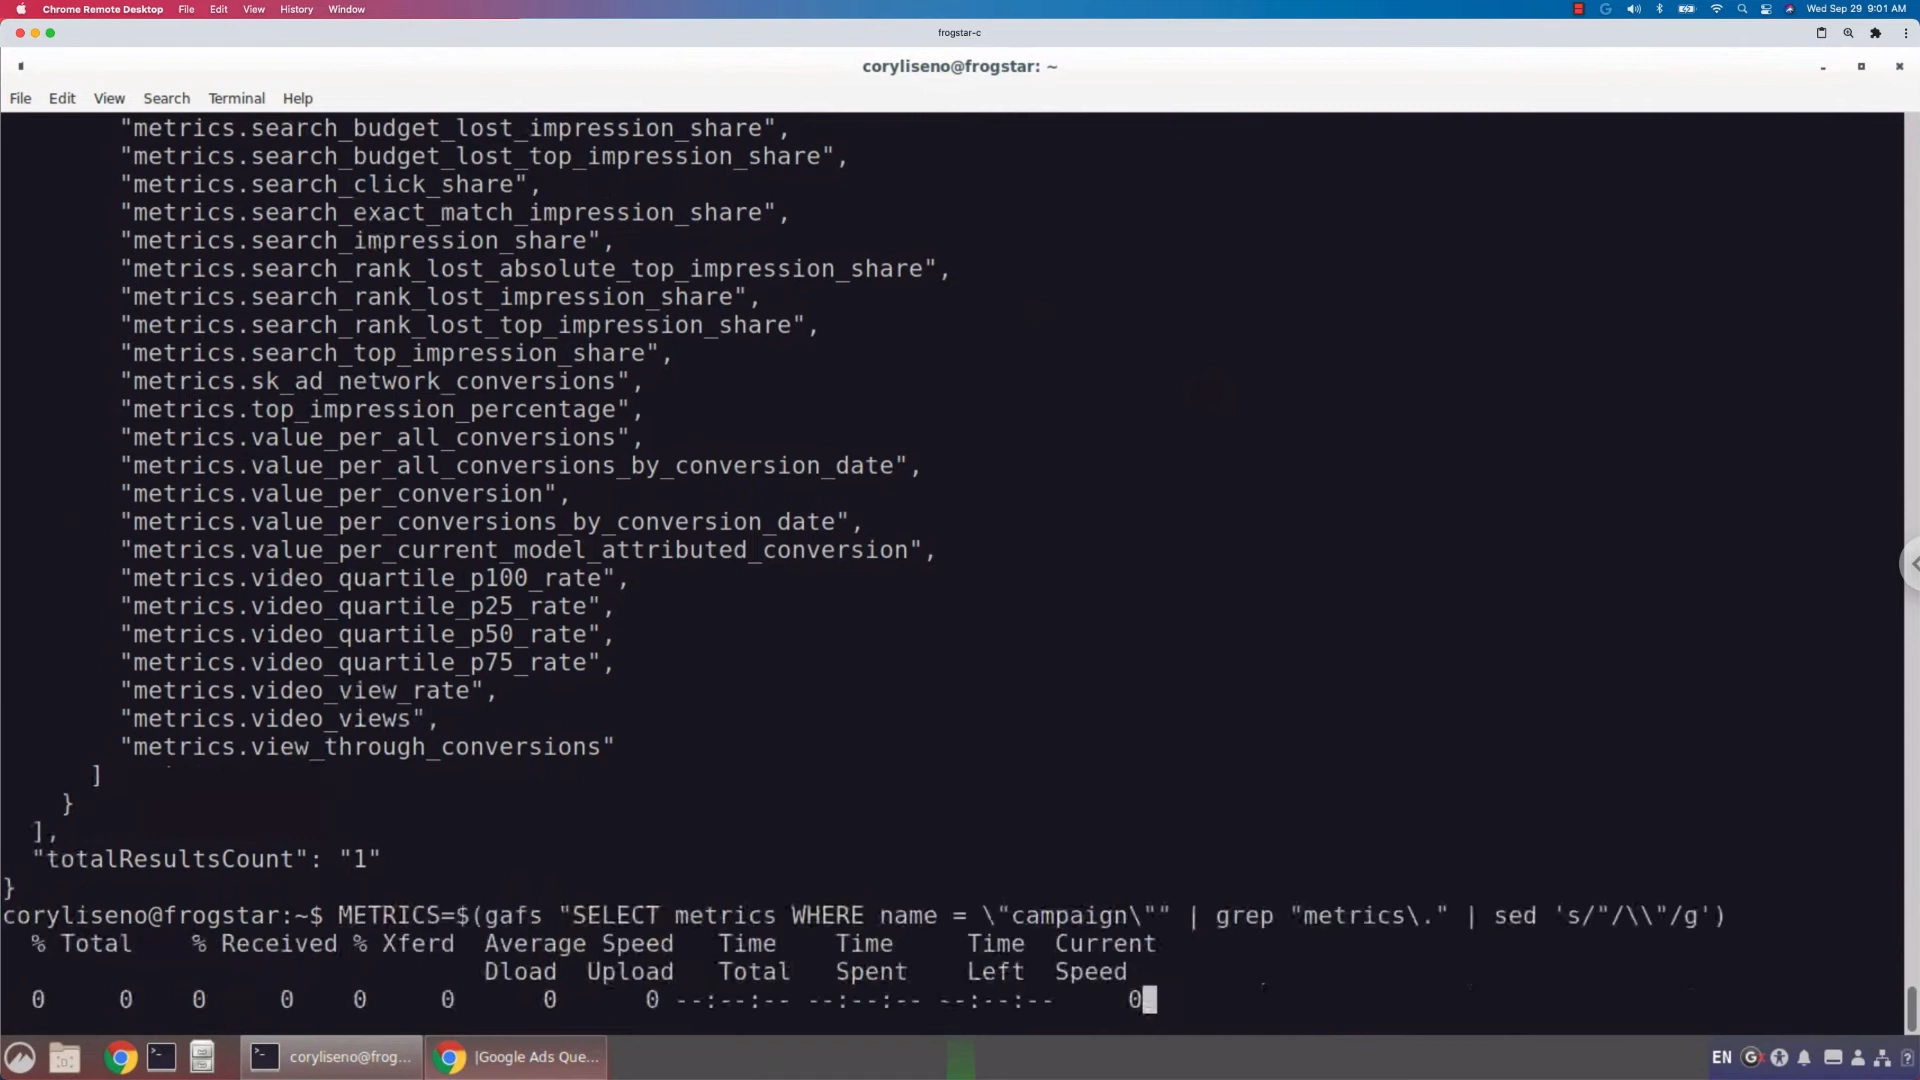 Chrome Remote Desktop File Edit View History Window Wed Sep 29 9:01 AM
frogstar-c
coryliseno@frogstar: ~
File Edit View Search Terminal Help
"metrics.search_budget_lost_impression_share",
"metrics.search_budget_lost_top_impression_share",
"metrics.search_click_share",
"metrics.search_exact_match_impression_share",
"metrics.search_impression_share",
"metrics.search_rank_lost_absolute_top_impression_share",
"metrics.search_rank_lost_impression_share",
"metrics.search_rank_lost_top_impression_share",
"metrics.search_top_impression_share",
"metrics.sk_ad_network_conversions",
"metrics.top_impression_percentage",
"metrics.value_per_all_conversions",
"metrics.value_per_all_conversions_by_conversion_date",
"metrics.value_per_conversion",
"metrics.value_per_conversions_by_conversion_date",
"metrics.value_per_current_model_attributed_conversion",
"metrics.video_quartile_p100_rate",
"metrics.video_quartile_p25_rate",
"metrics.video_quartile_p50_rate",
"metrics.video_quartile_p75_rate",
"metrics.video_view_rate",
"metrics.video_views",
"metrics.view_through_conversions"
]
}
],
"totalResultsCount": "1"
}
coryliseno@frogstar:~$ METRICS=$(gafs "SELECT metrics WHERE name = \"campaign\"" | grep "metrics\." | sed 's/"/\\"/g')
% Total % Received % Xferd Average Speed Time Time Time Current
Dload Upload Total Spent Left Speed
0 0 0 0 0 0 0 0 --:--:-- --:--:-- --:--:-- 0
coryliseno@frog... |Google Ads Que... EN